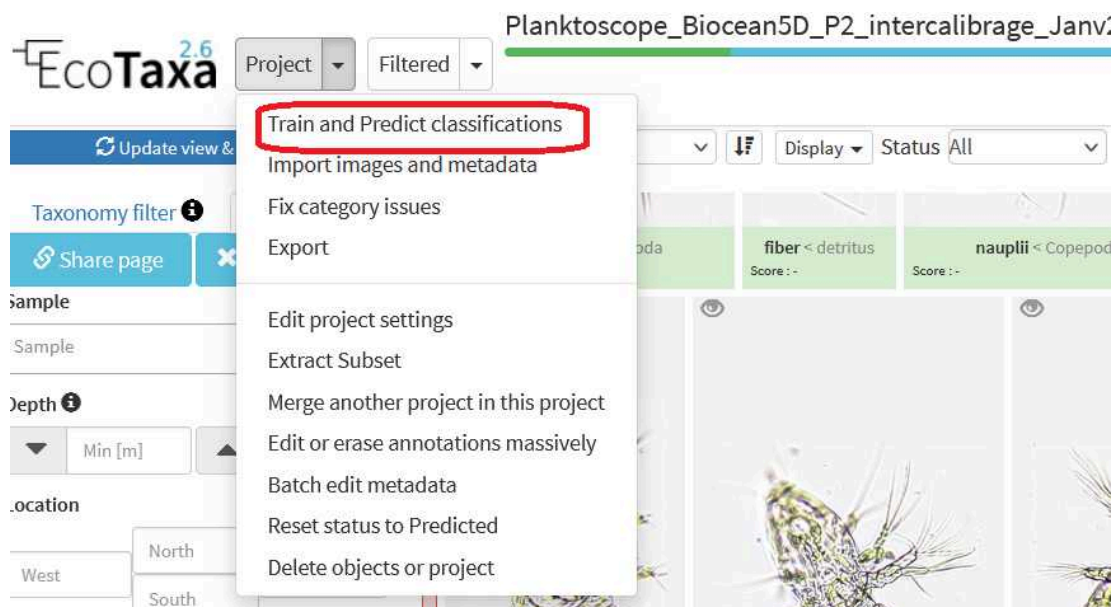 Planktoscope_Biocean5D_P2_intercalibrage_Janv2
EcoTaxa 2.6
Project
Filtered
Train and Predict classifications
Import images and metadata
Fix category issues
Export
Edit project settings
Extract Subset
Merge another project in this project
Edit or erase annotations massively
Batch edit metadata
Reset status to Predicted
Delete objects or project
Update view &
Display
Status All
Taxonomy filter
Share page
fiber < detritus
Score : -
nauplii < Copepod
Score : -
Sample
Sample
Depth
Min [m]
Location
North
West
South